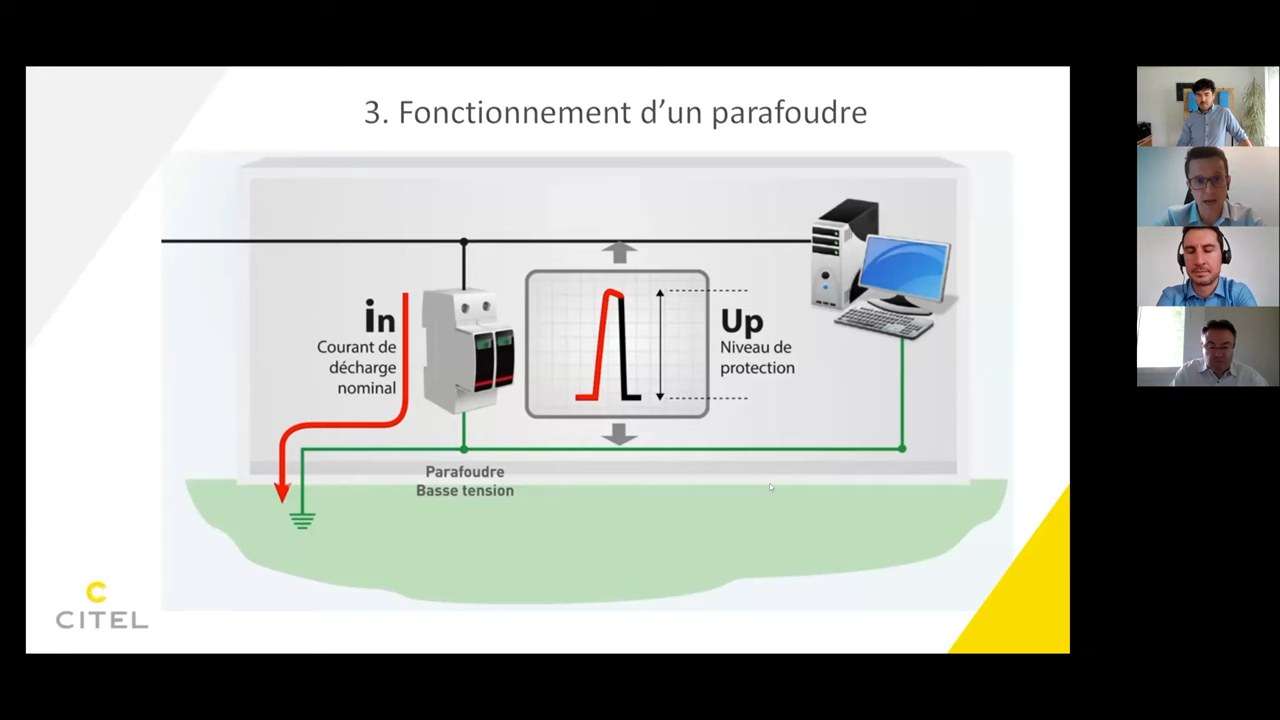 3. Fonctionnement d’un parafoudre
in
Courant de
décharge
nominal
Up
Niveau de
protection
Parafoudre
Basse tension
C
CITEL